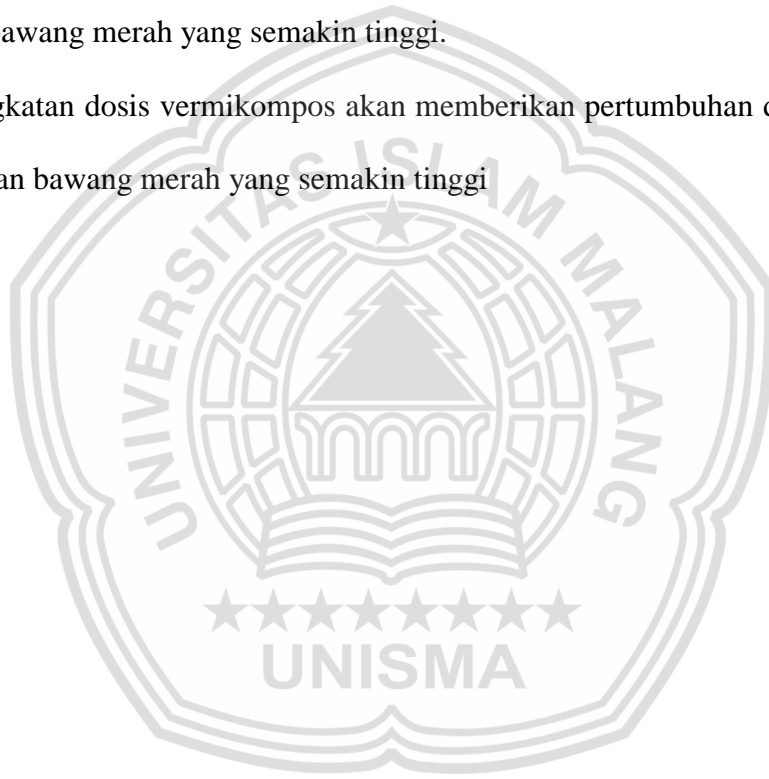 bawang merah yang semakin tinggi.
gkatan dosis vermikompos akan memberikan pertumbuhan d
an bawang merah yang semakin tinggi
UNIVERSITAS ISLAM MALANG
UNISMA